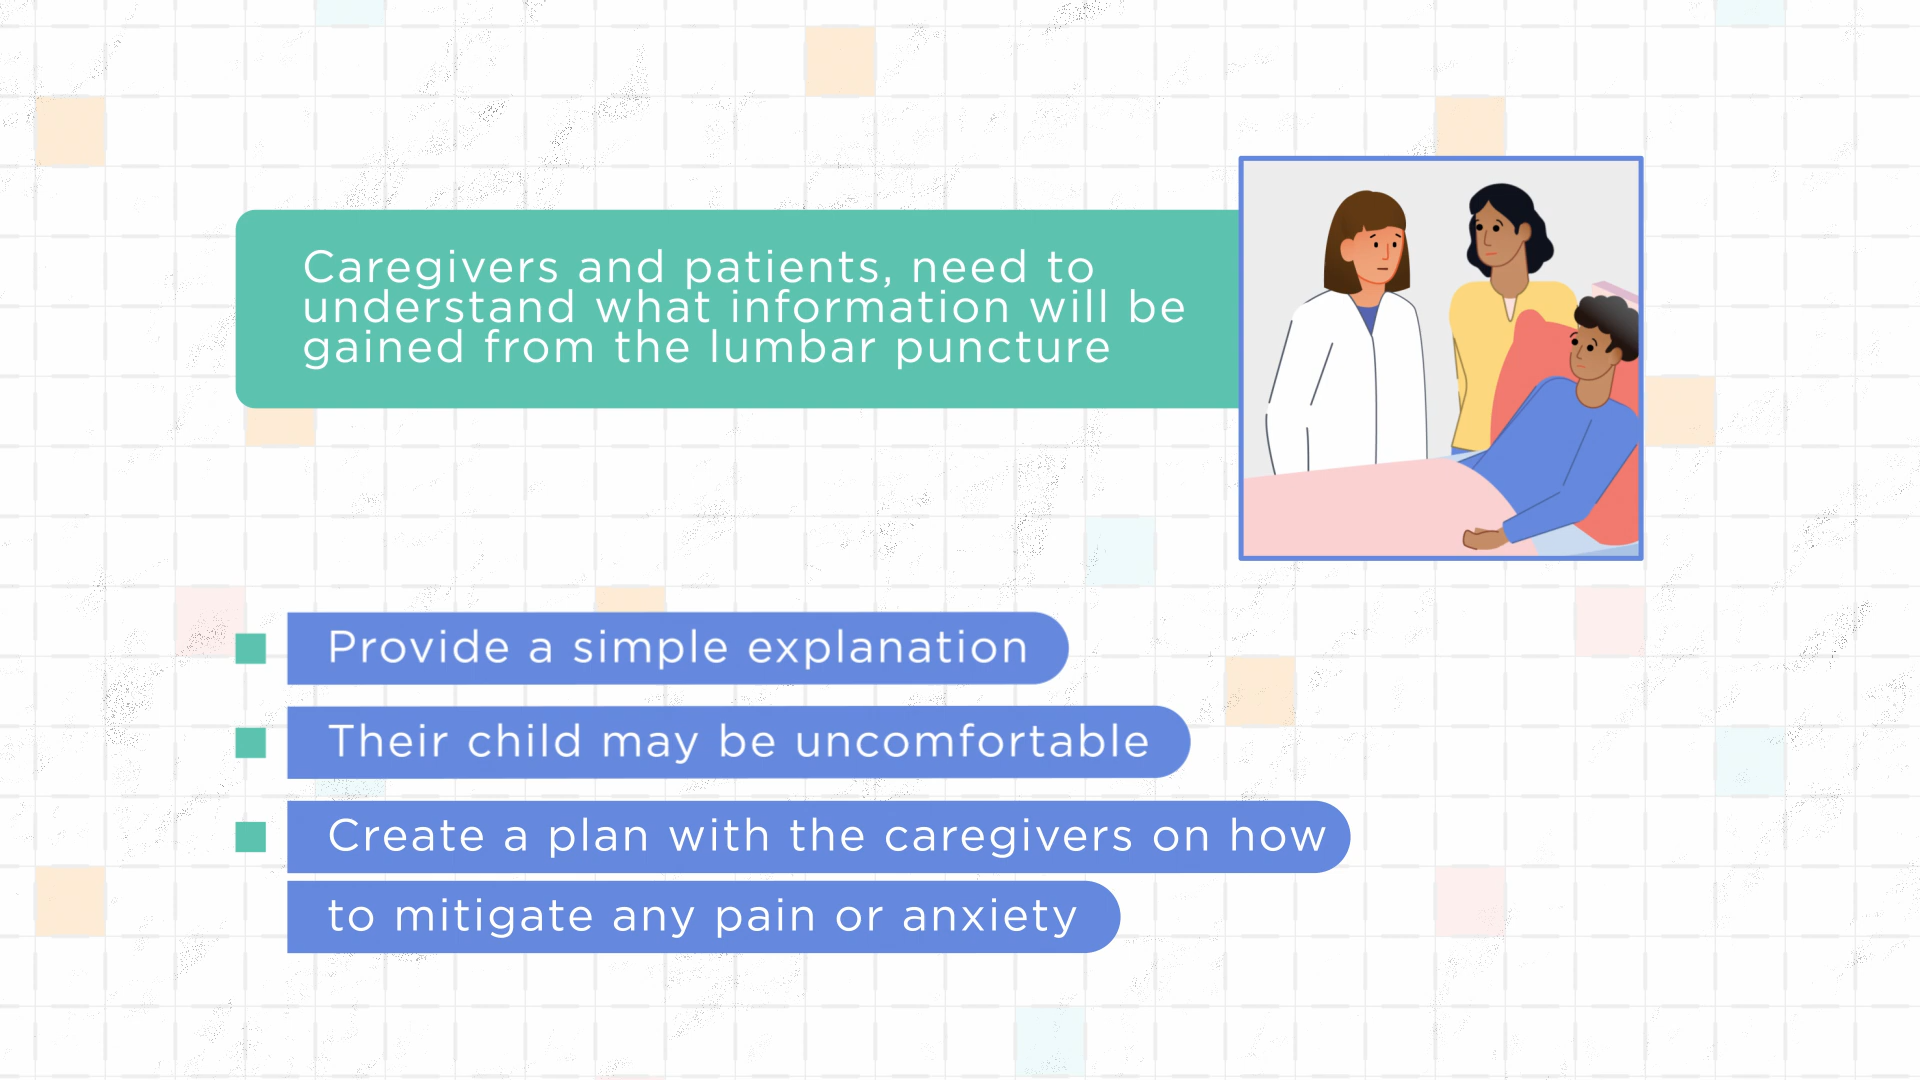 Caregivers and patients, need to
understand what information will be
gained from the lumbar puncture
Provide a simple explanation
Their child may be uncomfortable
Create a plan with the caregivers on how
to mitigate any pain or anxiety